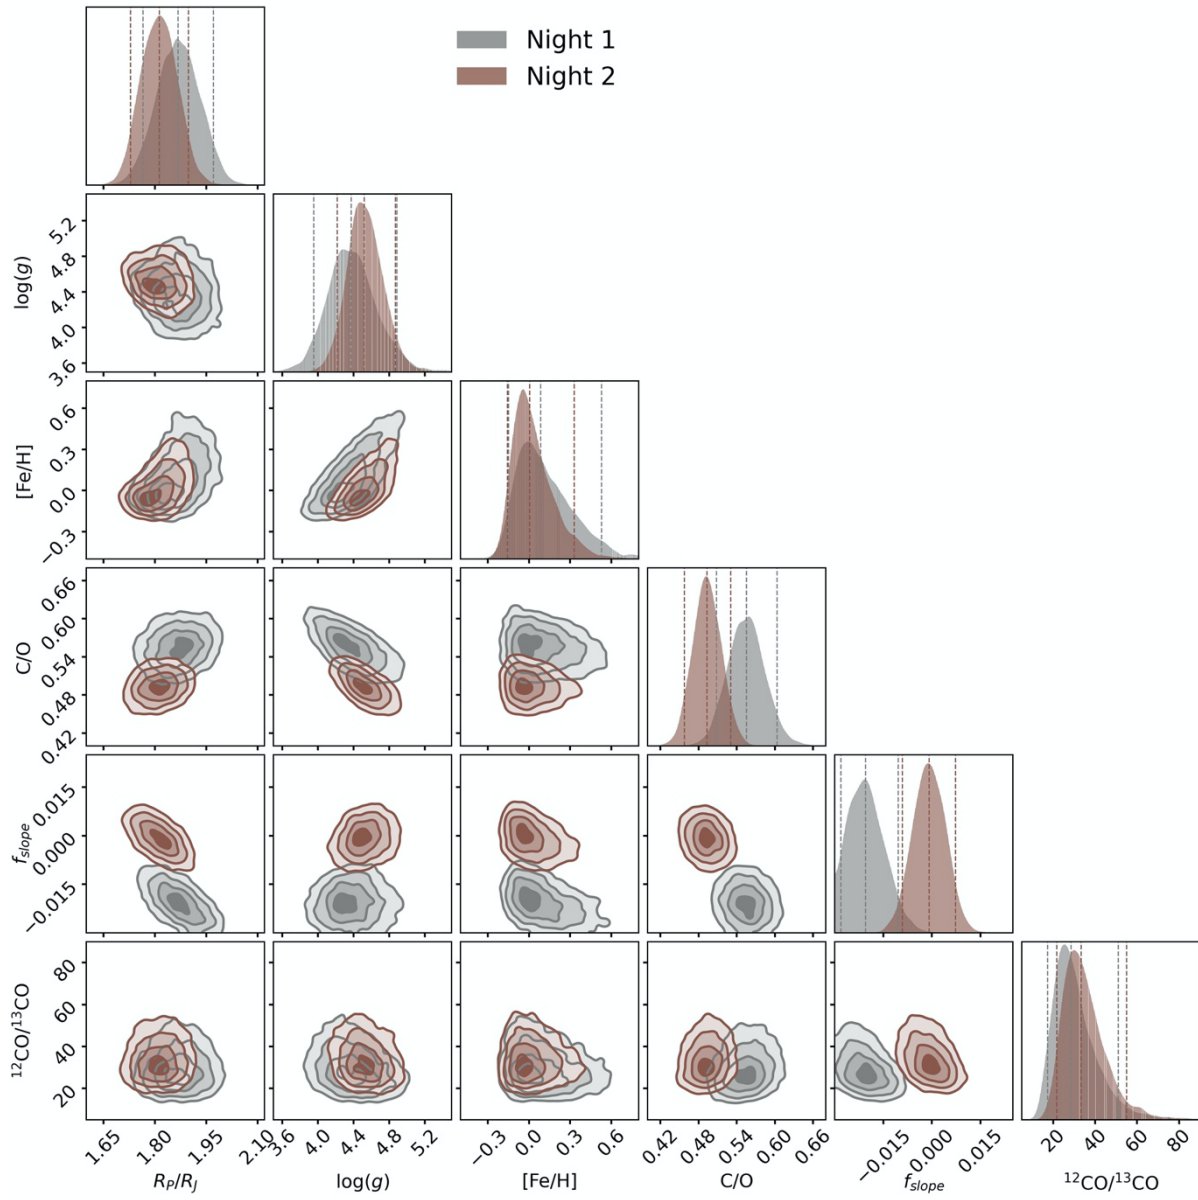 Night 1
Night 2
log(g)
5.2
4.8
4.4
4.0
3.6
[Fe/H]
0.6
0.3
0.0
−0.3
C/O
0.66
0.60
0.54
0.48
0.42
f_slope
0.015
0.000
−0.015
¹²CO/¹³CO
80
60
40
20
1.65 1.80 1.95 2.10 3.6 4.0 4.4 4.8 5.2 −0.3 0.0 0.3 0.6 0.42 0.48 0.54 0.60 0.66 −0.015 0.000 0.015 20 40 60 80
R_P/R_J log(g) [Fe/H] C/O f_slope ¹²CO/¹³CO